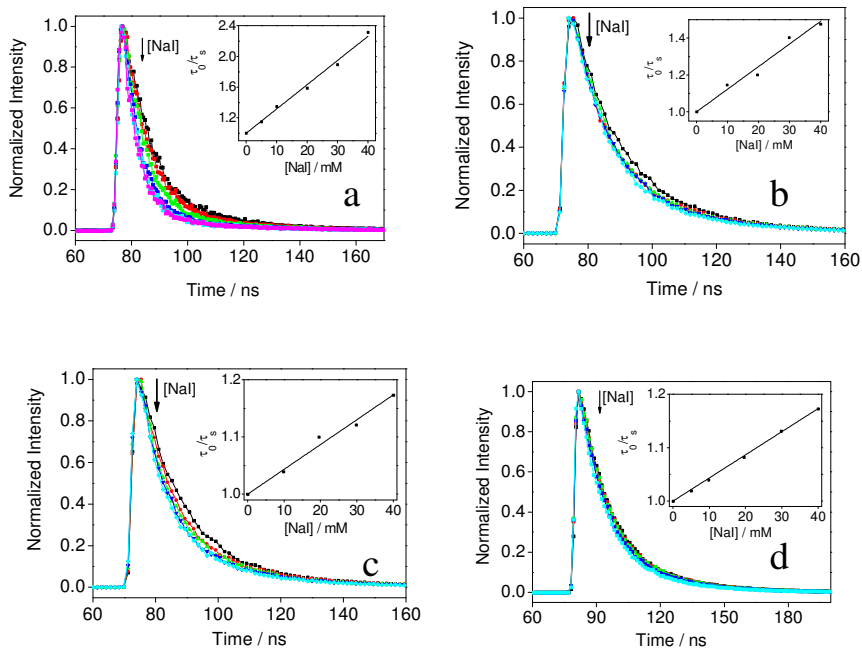 [NaI]
2.4
2.0
1.6
1.2
τ0/τs
0 10 20 30 40
[NaI] / mM
1.0
0.8
0.6
0.4
0.2
0.0
Normalized Intensity
60 80 100 120 140 160
Time / ns
a
[NaI]
1.4
1.2
1.0
τ0/τs
0 10 20 30 40
[NaI] / mM
1.0
0.8
0.6
0.4
0.2
0.0
Normalized Intensity
60 80 100 120 140 160
Time / ns
b
[NaI]
1.2
1.1
1.0
τ0/τs
0 10 20 30 40
[NaI] / mM
1.0
0.8
0.6
0.4
0.2
0.0
Normalized Intensity
60 80 100 120 140 160
Time / ns
c
[NaI]
1.2
1.1
1.0
τ0/τs
0 10 20 30 40
[NaI] / mM
1.0
0.8
0.6
0.4
0.2
0.0
Normalized Intensity
60 90 120 150 180
Time / ns
d